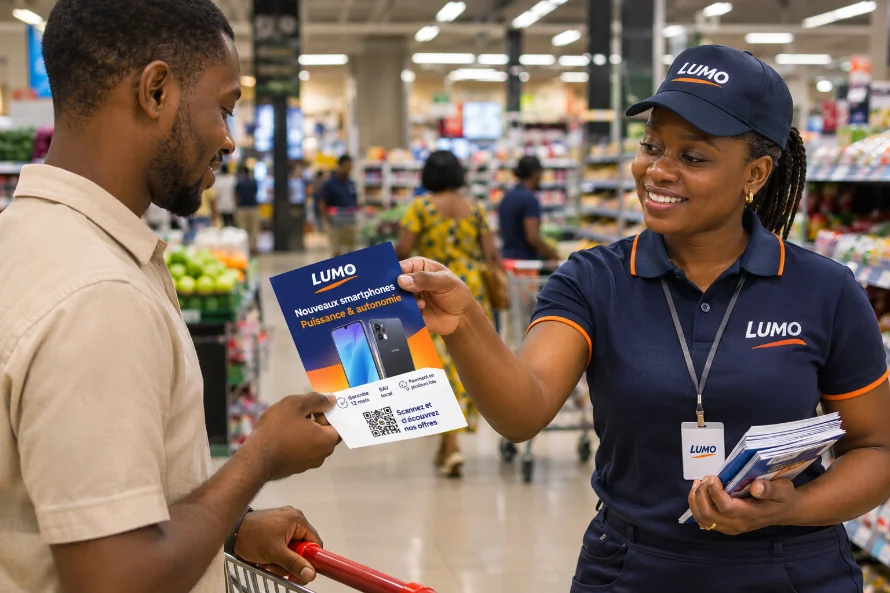 LUMO
LUMO
Nouveaux smartphones
Puissance & autonomie
Garantie
12 mois
SAV
local
Paiement en
plusieurs fois
Scannez et
découvrez
nos offres
LUMO
LUMO